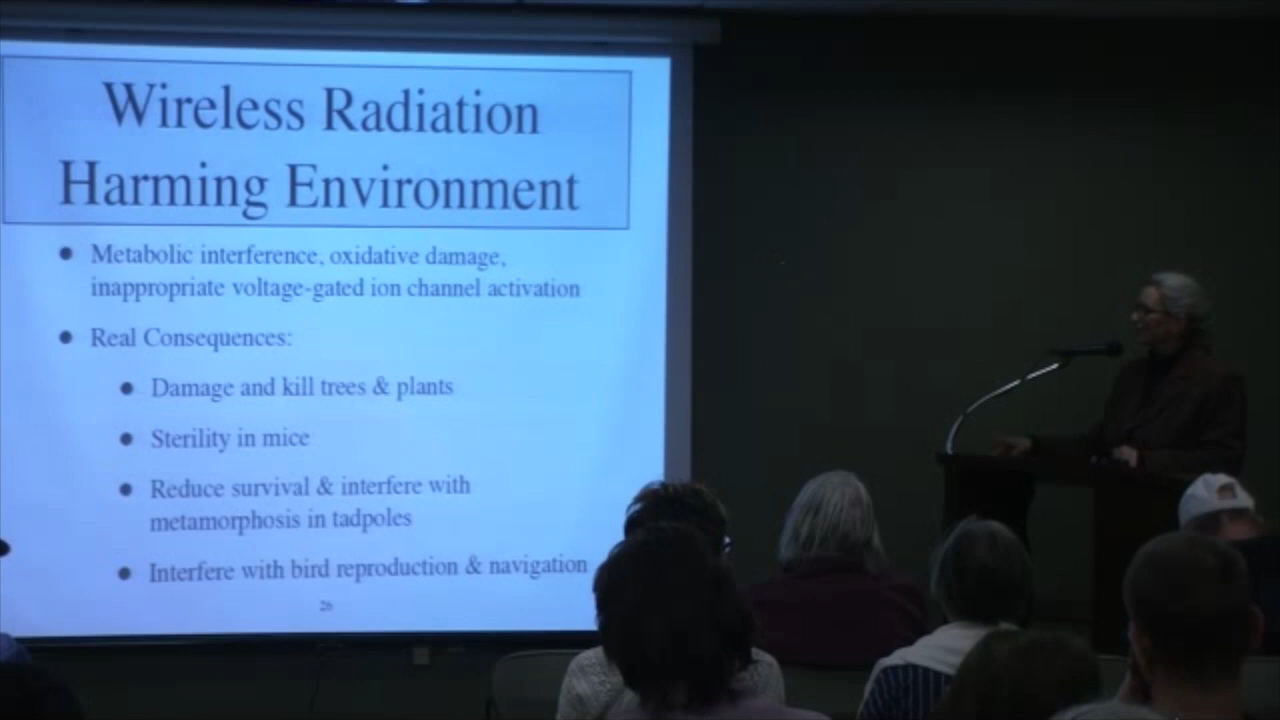 Wireless Radiation
Harming Environment
• Metabolic interference, oxidative damage,
inappropriate voltage-gated ion channel activation
• Real Consequences:
• Damage and kill trees & plants
• Sterility in mice
• Reduce survival & interfere with
metamorphosis in tadpoles
• Interfere with bird reproduction & navigation
26